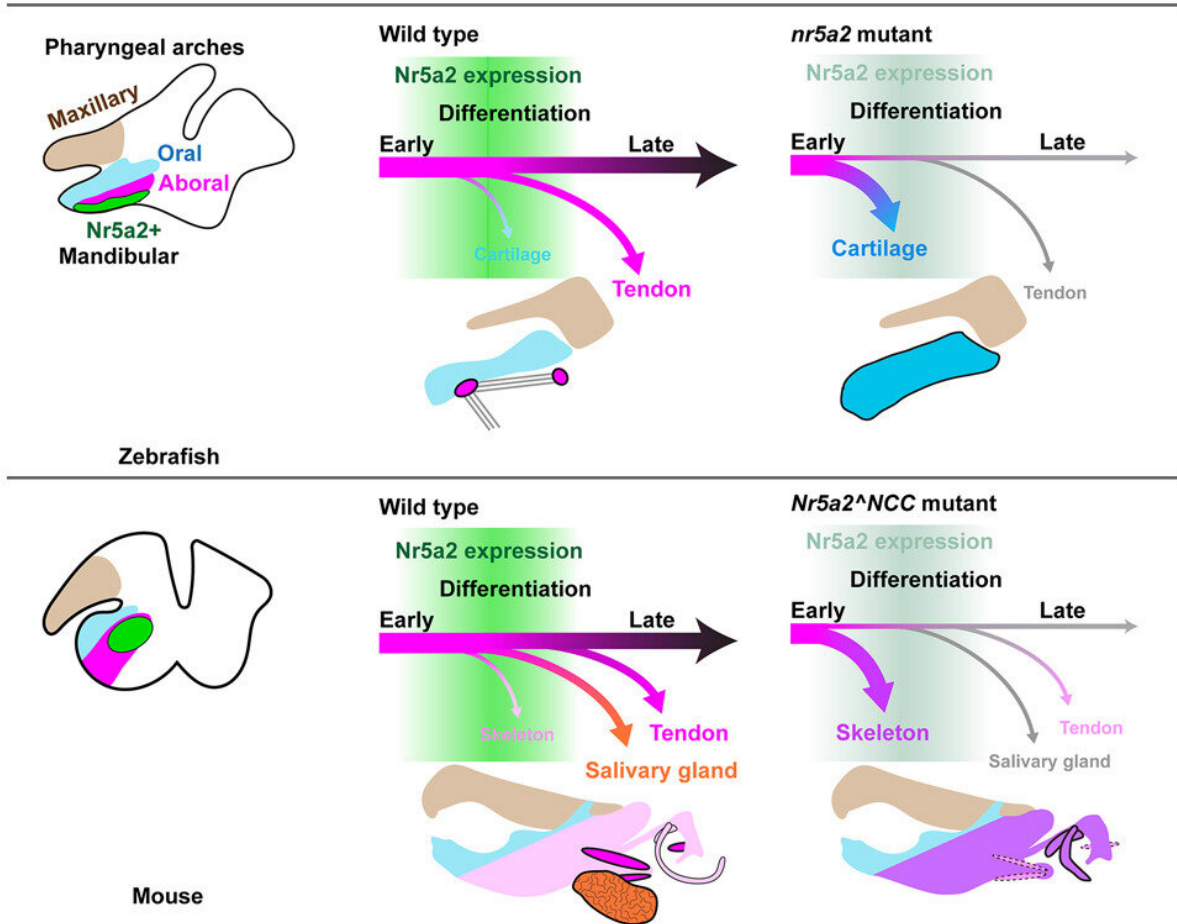 Pharyngeal arches
Maxillary
Oral
Aboral
Nr5a2+
Mandibular
Wild type
Nr5a2 expression
Differentiation
Early
Late
Cartilage
Tendon
nr5a2 mutant
Nr5a2 expression
Differentiation
Early
Late
Cartilage
Tendon
Zebrafish
Wild type
Nr5a2 expression
Differentiation
Early
Late
Skeleton
Tendon
Salivary gland
Nr5a2^NCC mutant
Nr5a2 expression
Differentiation
Early
Late
Skeleton
Tendon
Salivary gland
Mouse